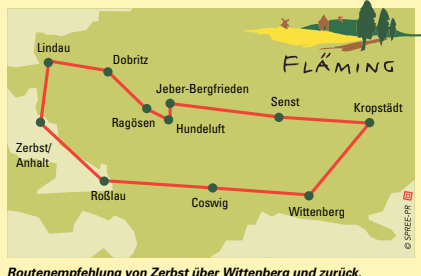 FLÄMING
Lindau
Dobritz
Jeber-Bergfrieden
Senst
Kropstädt
Ragösen
Hundeluft
Zerbst/
Anhalt
Roßlau
Coswig
Wittenberg
© SPREE-PR
Routenempfehlung von Zerbst über Wittenberg und zurück.